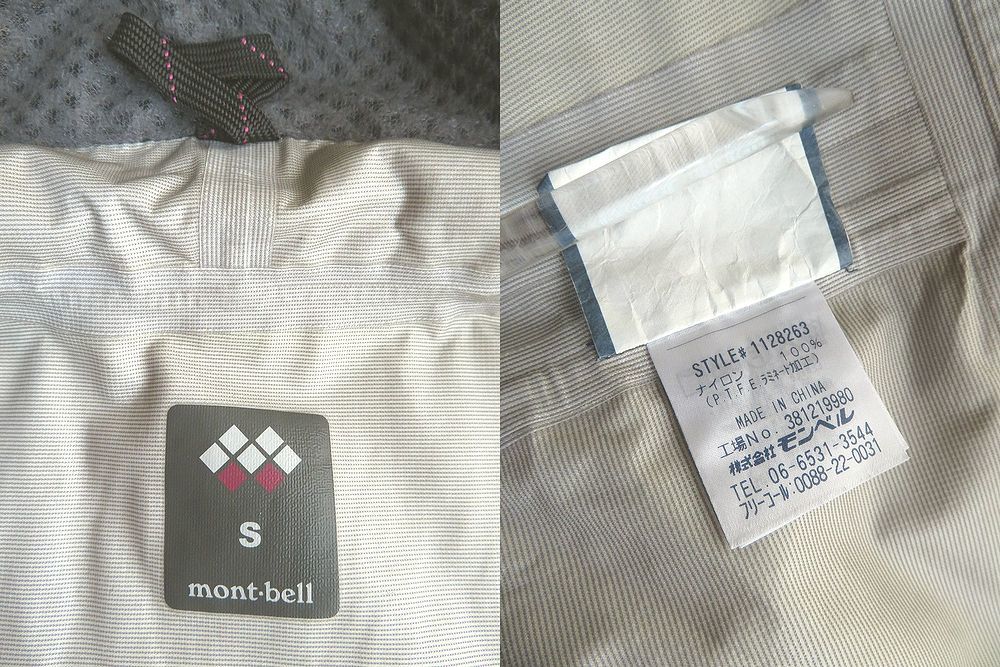 S
mont·bell
STYLE# 1128263
ナイロン 100%
(P.T.F.E.ラミネート加工)
MADE IN CHINA
工場NO. 381219980
株式会社 モンベル
TEL. 06-6531-3544
フリーコール:0088-22-0031